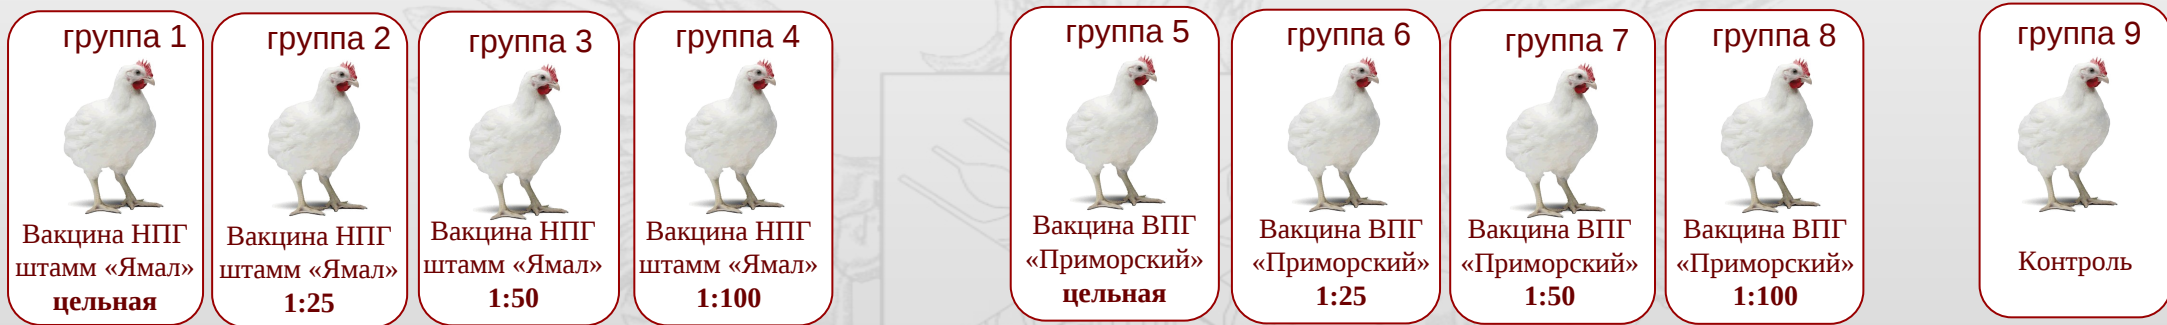 группа 1
Вакцина НПГ
штамм «Ямал»
цельная
группа 2
Вакцина НПГ
штамм «Ямал»
1:25
группа 3
Вакцина НПГ
штамм «Ямал»
1:50
группа 4
Вакцина НПГ
штамм «Ямал»
1:100
группа 5
Вакцина ВПГ
«Приморский»
цельная
группа 6
Вакцина ВПГ
«Приморский»
1:25
группа 7
Вакцина ВПГ
«Приморский»
1:50
группа 8
Вакцина ВПГ
«Приморский»
1:100
группа 9
Контроль